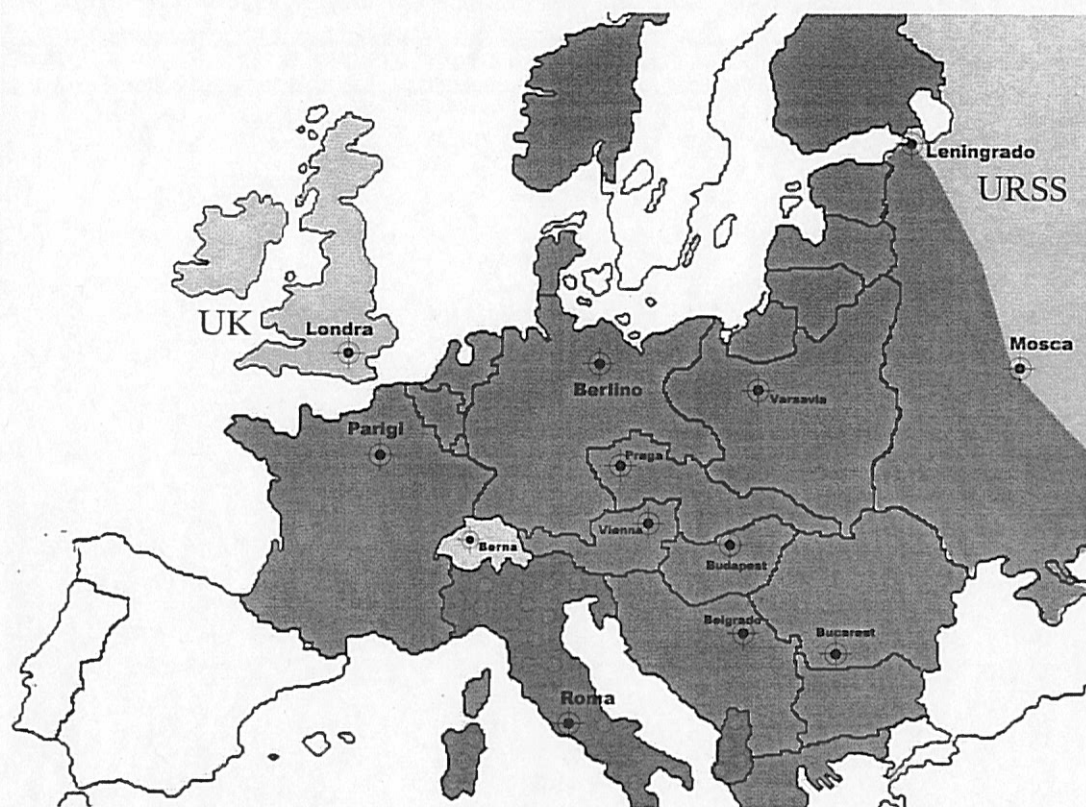 Leningrado
URSS
UK
Londra
Mosca
Berlino
Varsavia
Parigi
Praga
Vienna
Berna
Budapest
Belgrado
Bucarest
Roma